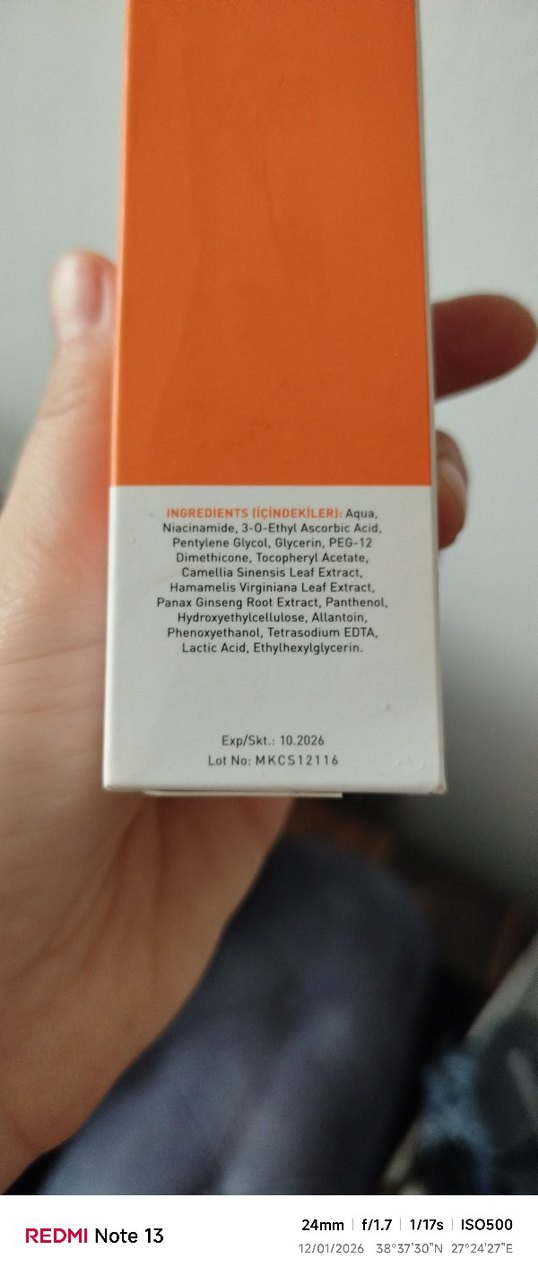 INGREDIENTS (İÇİNDEKİLER): Aqua,
Niacinamide, 3-O-Ethyl Ascorbic Acid,
Pentylene Glycol, Glycerin, PEG-12
Dimethicone, Tocopheryl Acetate,
Camellia Sinensis Leaf Extract,
Hamamelis Virginiana Leaf Extract,
Panax Ginseng Root Extract, Panthenol,
Hydroxyethylcellulose, Allantoin,
Phenoxyethanol, Tetrasodium EDTA,
Lactic Acid, Ethylhexylglycerin.
Exp/Skt.: 10.2026
Lot No: MKCS12116
REDMI Note 13
24mm | f/1.7 | 1/17s | ISO500
12/01/2026 38°37'30"N 27°24'27"E